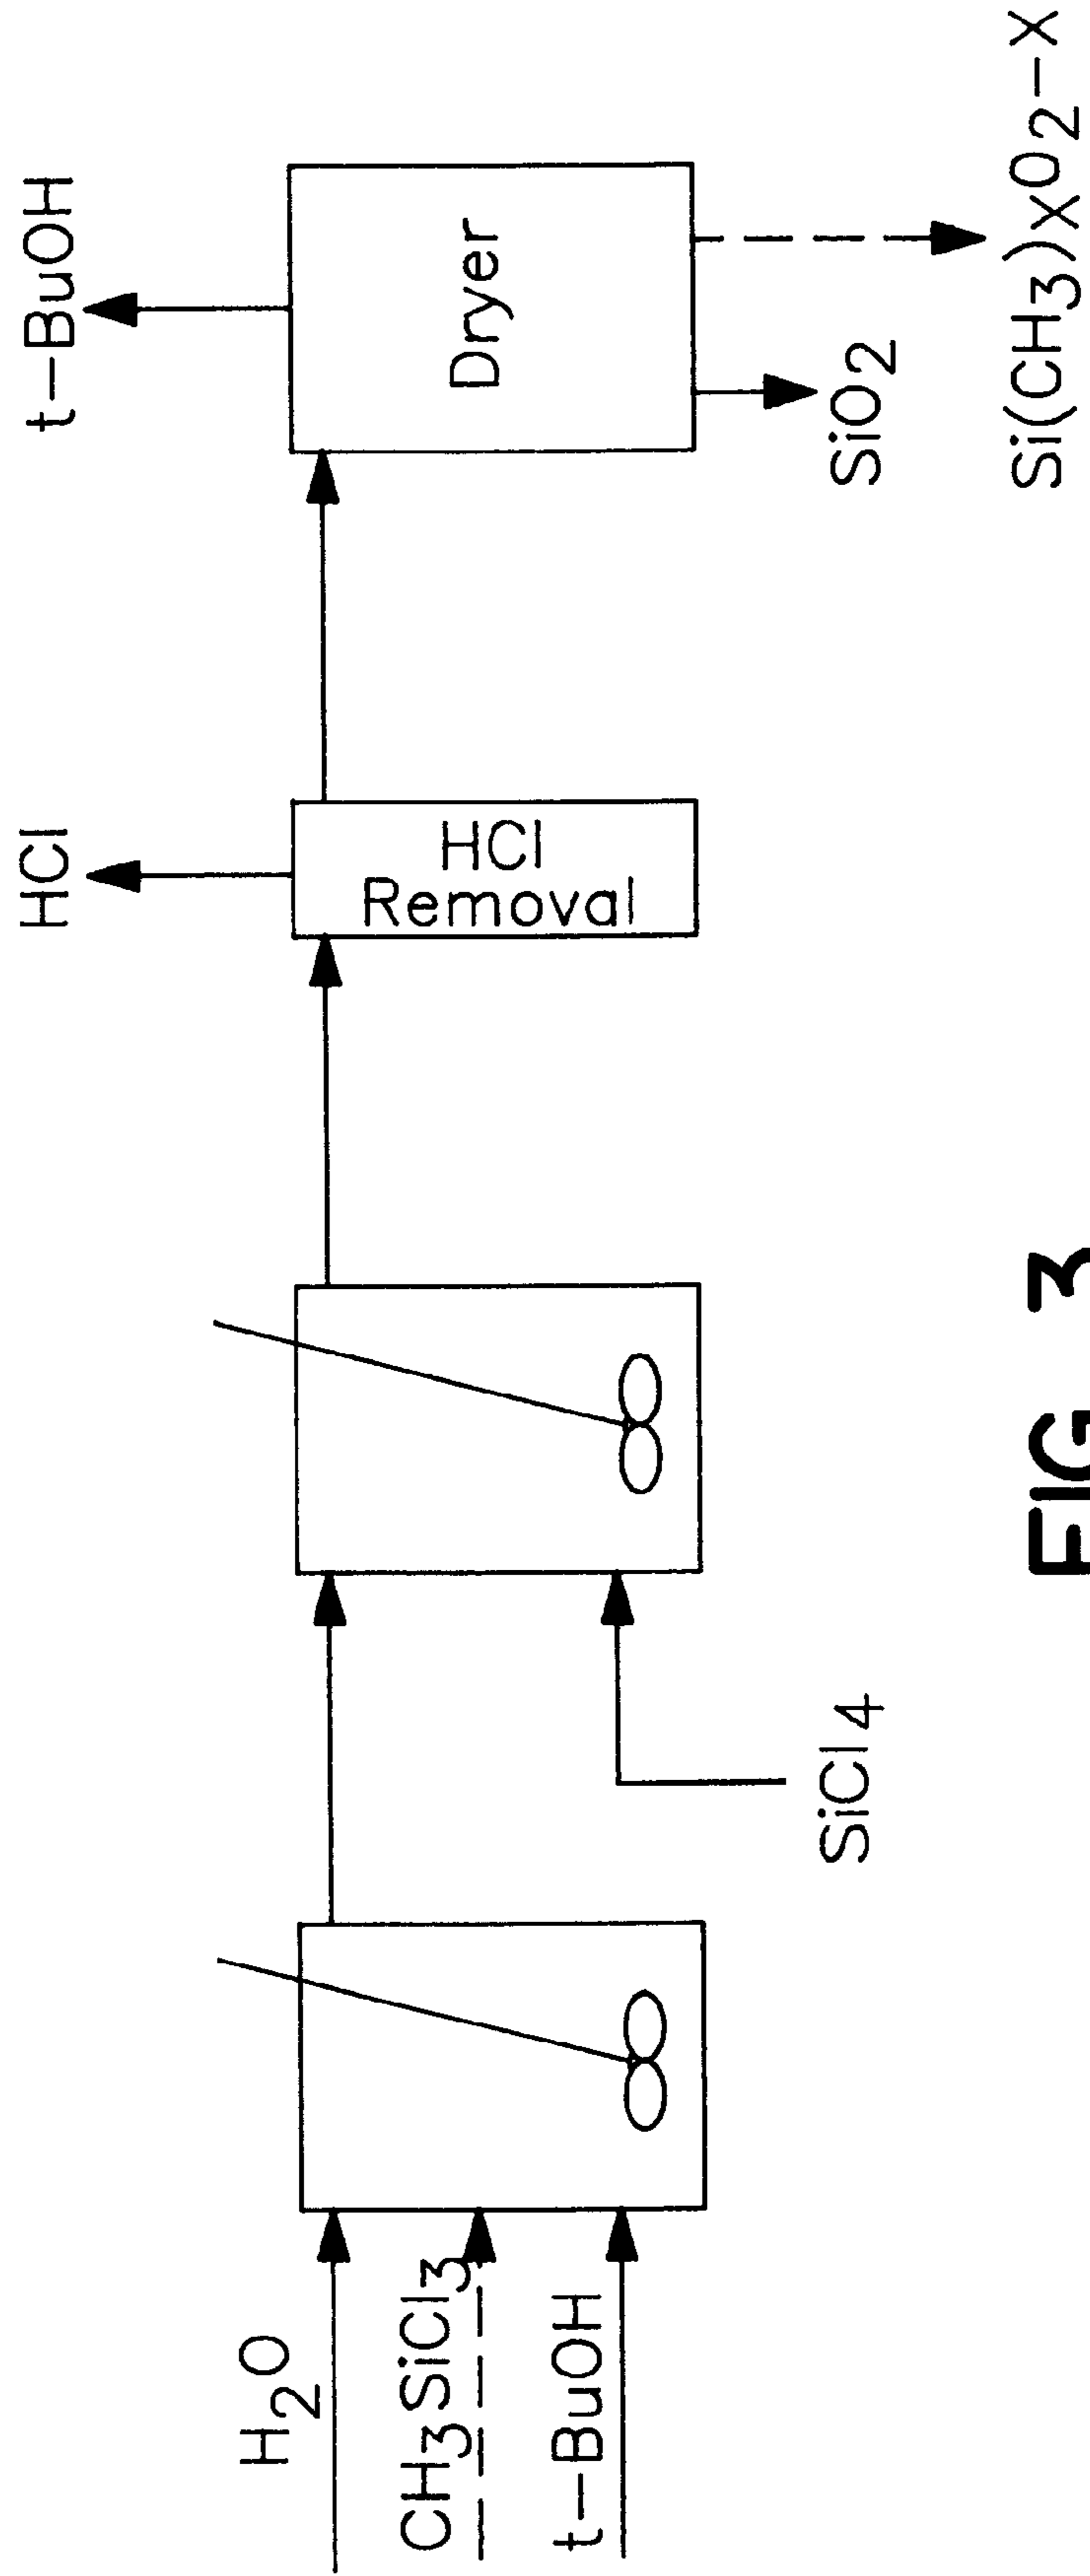 H2O
CH3SiCl3
t-BuOH
SiCl4
HCl
HCl
Removal
t-BuOH
Dryer
SiO2
Si(CH3)xO2-X
FIG. 3